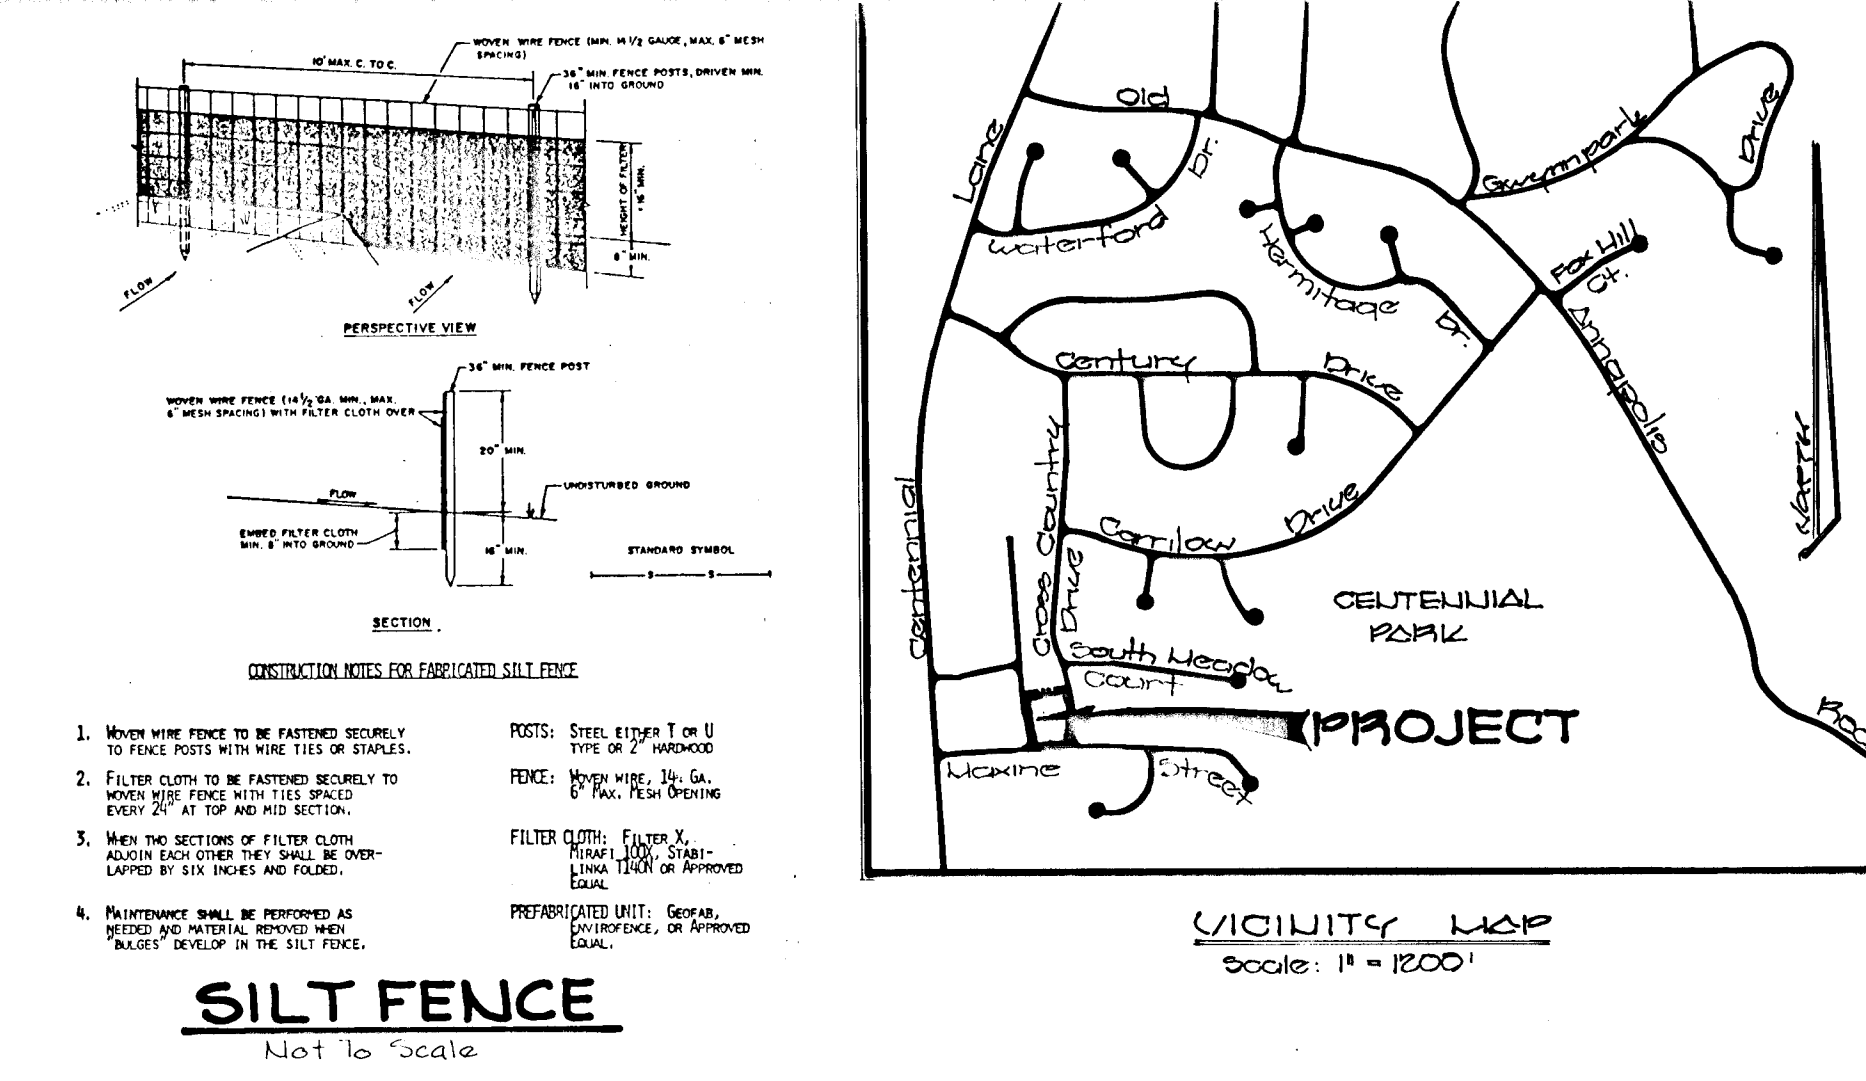 WOVEN WIRE FENCE (MIN. 14 1/2 GAUGE, MAX. 6" MESH
SPACING)
10' MAX. C. TO C.
36" MIN. FENCE POSTS, DRIVEN MIN.
16" INTO GROUND
HEIGHT OF FILTER
16" MIN.
8" MIN.
FLOW
FLOW
PERSPECTIVE VIEW
36" MIN. FENCE POST
WOVEN WIRE FENCE (14 1/2 GA. MIN., MAX.
6" MESH SPACING) WITH FILTER CLOTH OVER
20" MIN.
FLOW
UNDISTURBED GROUND
EMBED FILTER CLOTH
MIN. 8" INTO GROUND
16" MIN.
STANDARD SYMBOL
S S
SECTION
CONSTRUCTION NOTES FOR FABRICATED SILT FENCE
1. WOVEN WIRE FENCE TO BE FASTENED SECURELY
TO FENCE POSTS WITH WIRE TIES OR STAPLES.
2. FILTER CLOTH TO BE FASTENED SECURELY TO
WOVEN WIRE FENCE WITH TIES SPACED
EVERY 24" AT TOP AND MID SECTION.
3. WHEN TWO SECTIONS OF FILTER CLOTH
ADJOIN EACH OTHER THEY SHALL BE OVER-
LAPPED BY SIX INCHES AND FOLDED.
4. MAINTENANCE SHALL BE PERFORMED AS
NEEDED AND MATERIAL REMOVED WHEN
"BULGES" DEVELOP IN THE SILT FENCE.
POSTS: STEEL EITHER T OR U
TYPE OR 2" HARDWOOD
FENCE: WOVEN WIRE, 14. GA.
6" MAX. MESH OPENING
FILTER CLOTH: FILTER X,
MIRAFI 100X, STABI-
LINKA T140N OR APPROVED
EQUAL
PREFABRICATED UNIT: GEOFAB,
ENVIROFENCE, OR APPROVED
EQUAL.
SILT FENCE
Not To Scale
Old
Lane
Dr.
Waterford
Gwynnpark
Drive
Hermitage
Dr.
Fox Hill
Ct.
Annapolis
Century
Drive
NORTH
Centennial
Cross Country
Drive
Carrilow
Drive
CENTENNIAL
PARK
South Meadow
Court
PROJECT
Maxine
Street
VICINITY MAP
Scale: 1" = 1200'